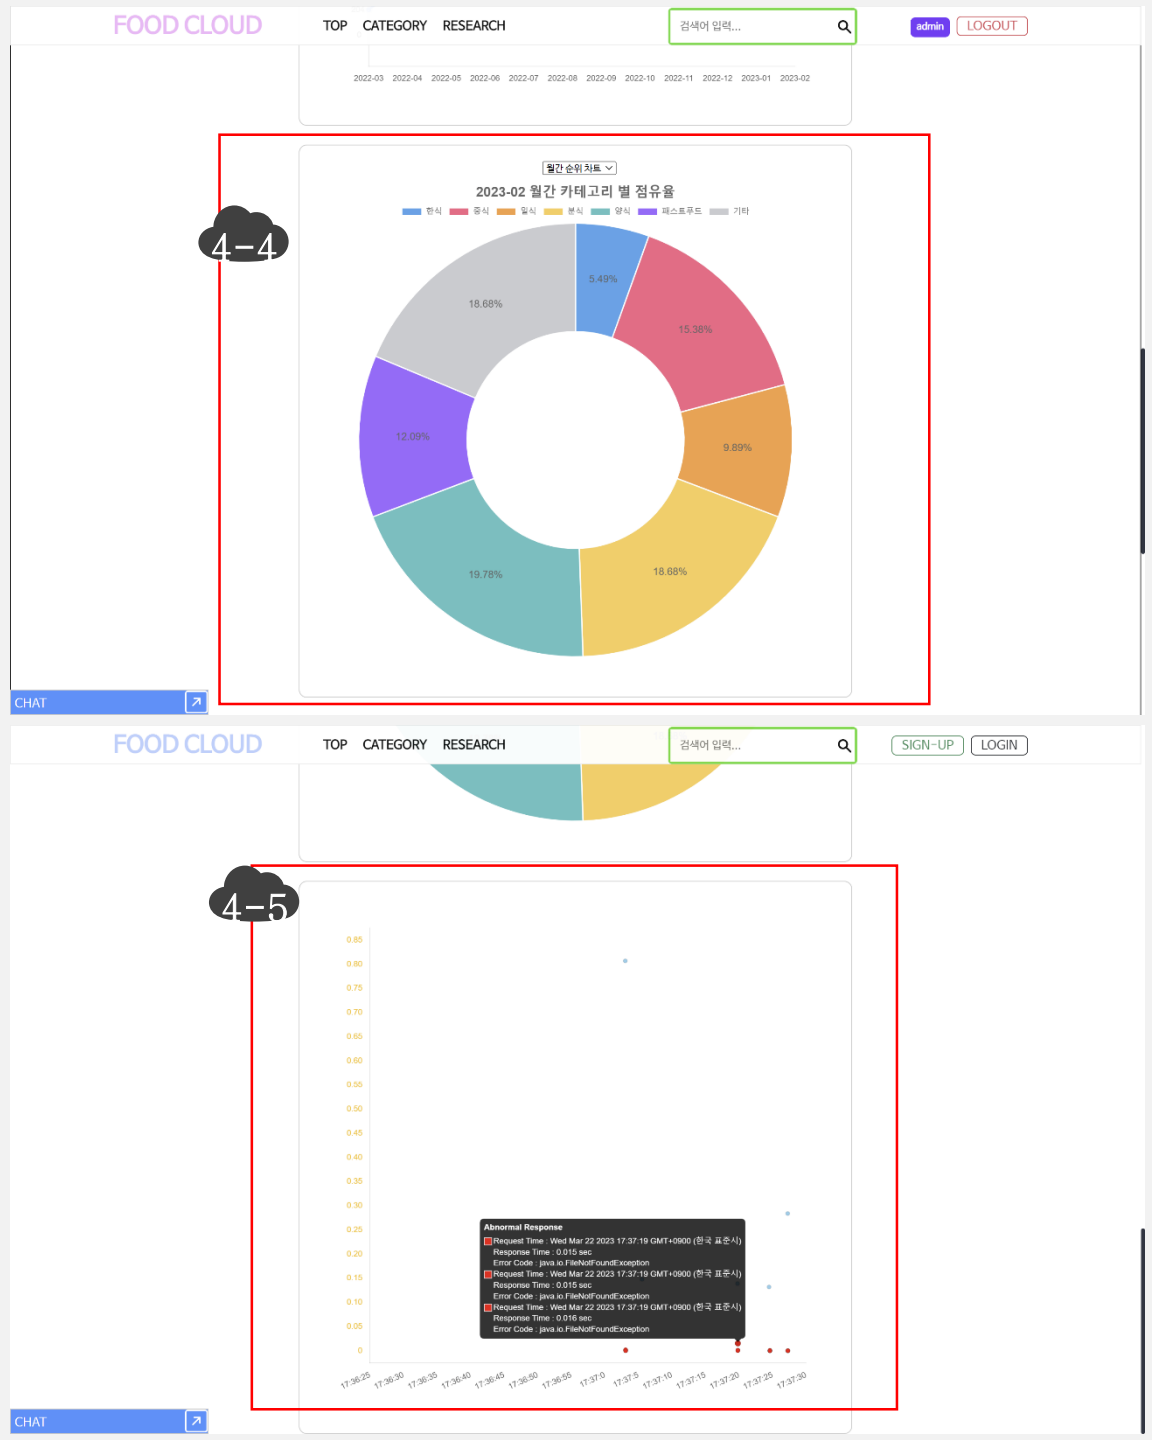 FOOD CLOUD TOP CATEGORY RESEARCH 검색어 입력... admin LOGOUT
2022-03 2022-04 2022-05 2022-06 2022-07 2022-08 2022-09 2022-10 2022-11 2022-12 2023-01 2023-02
4-4
월간 순위 차트
2023-02 월간 카테고리 별 점유율
한식 중식 일식 분식 양식 패스트푸드 기타
5.49%
18.68%
15.38%
12.09%
9.89%
19.78%
18.68%
CHAT
FOOD CLOUD TOP CATEGORY RESEARCH 검색어 입력... SIGN-UP LOGIN
4-5
0.85
0.80
0.75
0.70
0.65
0.60
0.55
0.50
0.45
0.40
0.35
0.30
0.25
0.20
0.15
0.10
0.05
0
Abnormal Response
Request Time : Wed Mar 22 2023 17:37:19 GMT+0900 (한국 표준시)
Response Time : 0.015 sec
Error Code : java.io.FileNotFoundException
Request Time : Wed Mar 22 2023 17:37:19 GMT+0900 (한국 표준시)
Response Time : 0.015 sec
Error Code : java.io.FileNotFoundException
Request Time : Wed Mar 22 2023 17:37:19 GMT+0900 (한국 표준시)
Response Time : 0.016 sec
Error Code : java.io.FileNotFoundException
17:36:25 17:36:30 17:36:35 17:36:40 17:36:45 17:36:50 17:36:55 17:37:0 17:37:5 17:37:10 17:37:15 17:37:20 17:37:25 17:37:30
CHAT